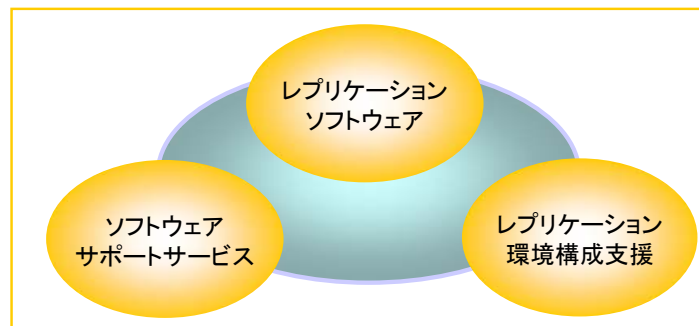 レプリケーション
ソフトウェア
ソフトウェア
サポートサービス
レプリケーション
環境構成支援